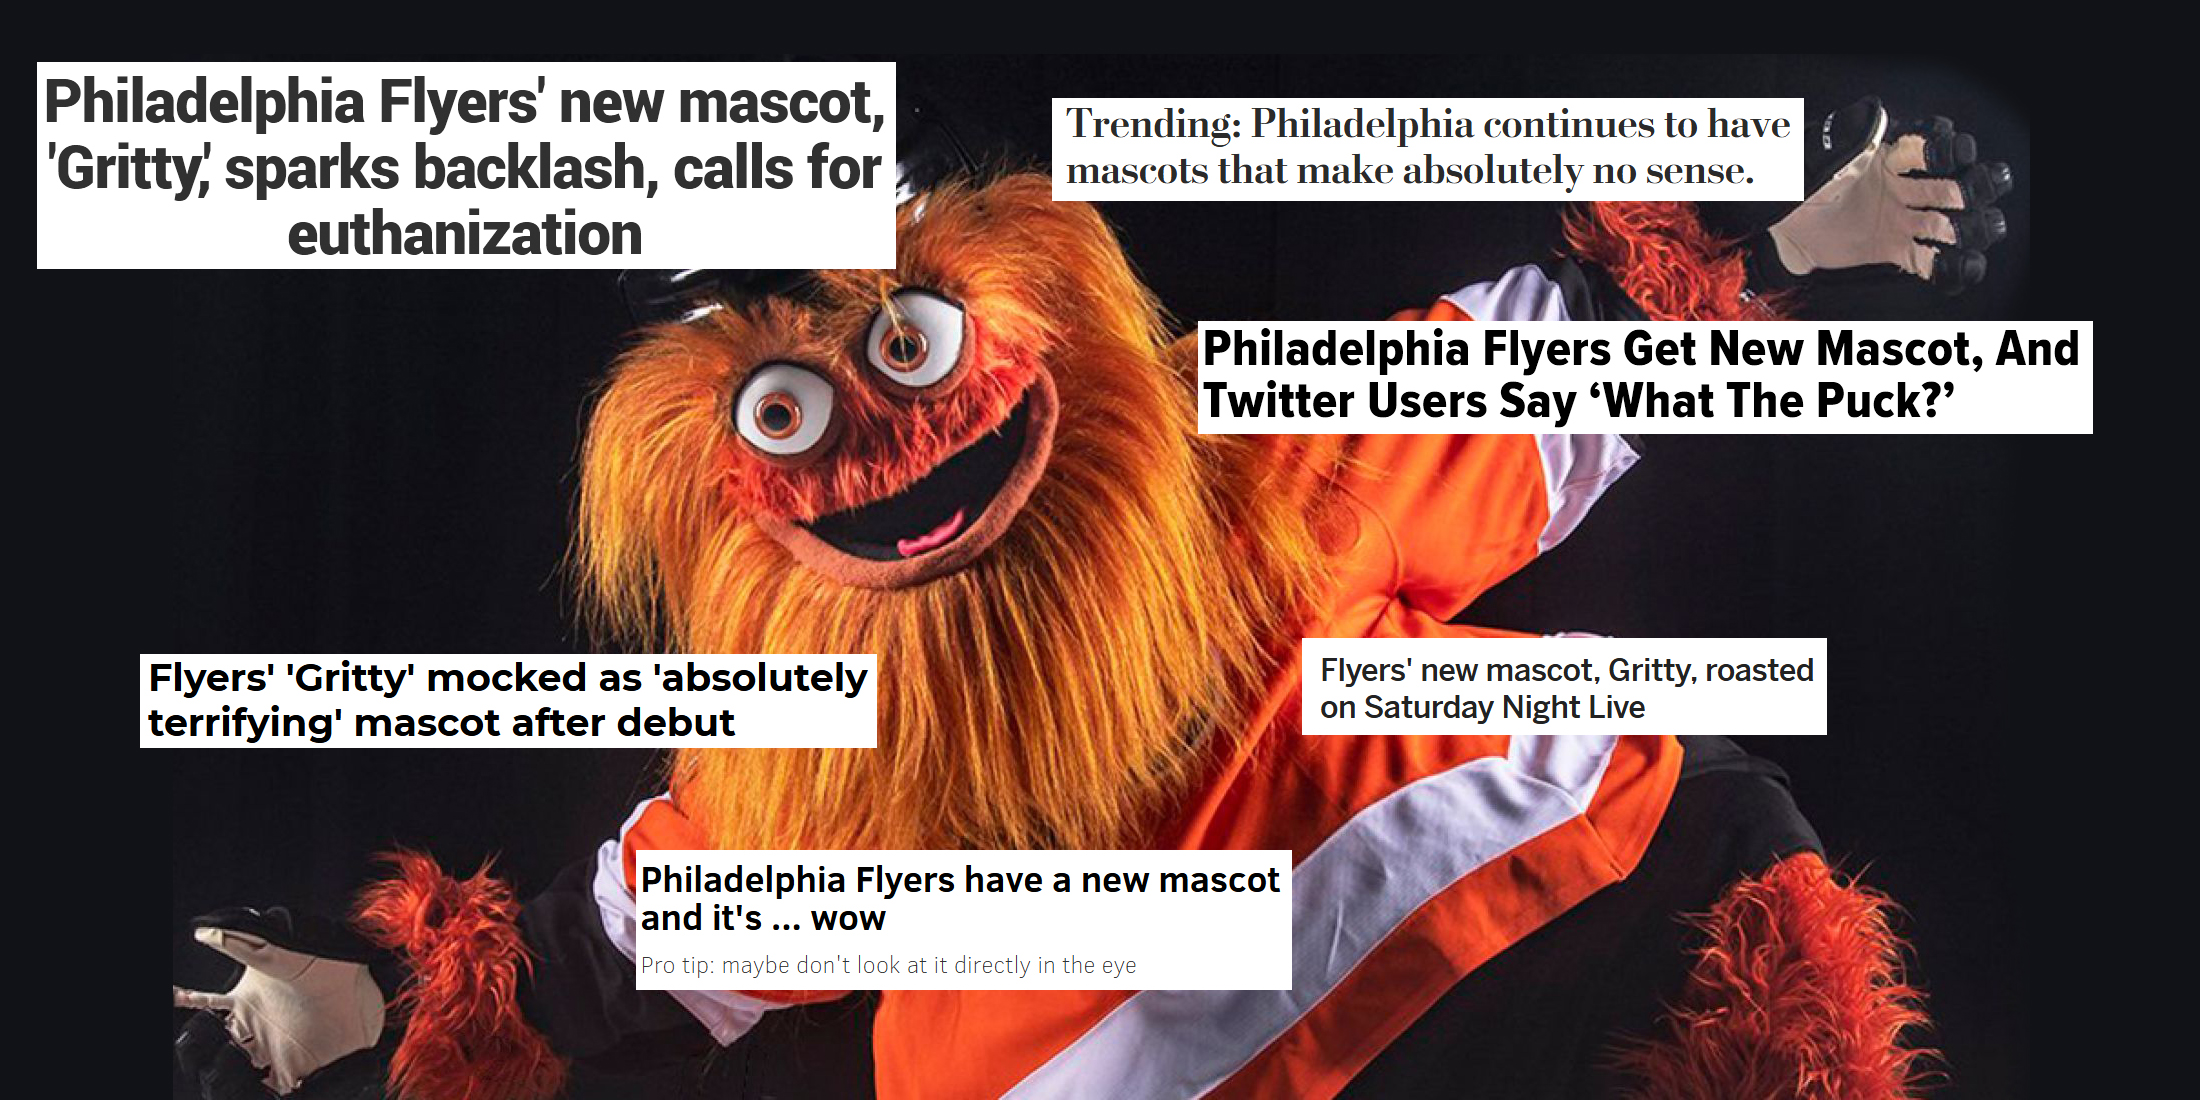 Philadelphia Flyers' new mascot,
'Gritty,' sparks backlash, calls for
euthanization
Trending: Philadelphia continues to have
mascots that make absolutely no sense.
Philadelphia Flyers Get New Mascot, And
Twitter Users Say ‘What The Puck?’
Flyers' 'Gritty' mocked as 'absolutely
terrifying' mascot after debut
Flyers' new mascot, Gritty, roasted
on Saturday Night Live
Philadelphia Flyers have a new mascot
and it's ... wow
Pro tip: maybe don't look at it directly in the eye